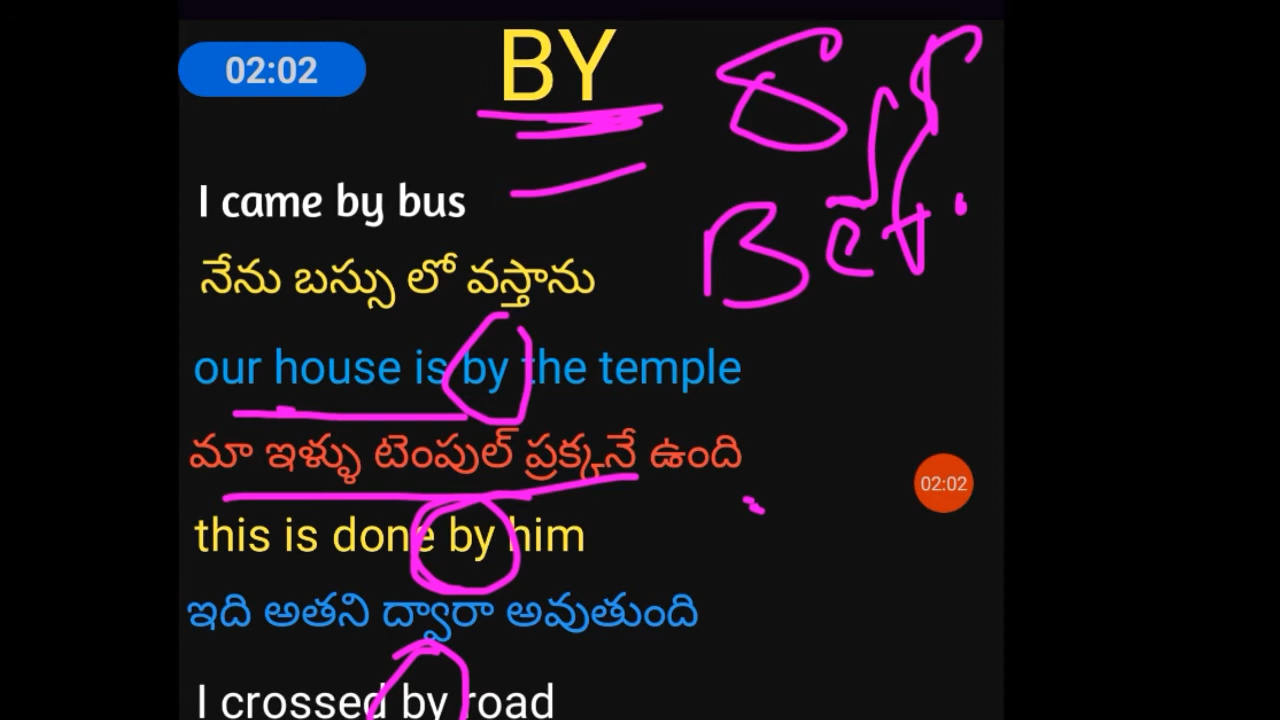 02:02
BY
I came by bus
నేను బస్సు లో వస్తాను
our house is by the temple
మా ఇళ్ళు టెంపుల్ ప్రక్కనే ఉంది
02:02
this is done by him
ఇది అతని ద్వారా అవుతుంది
I crossed by road